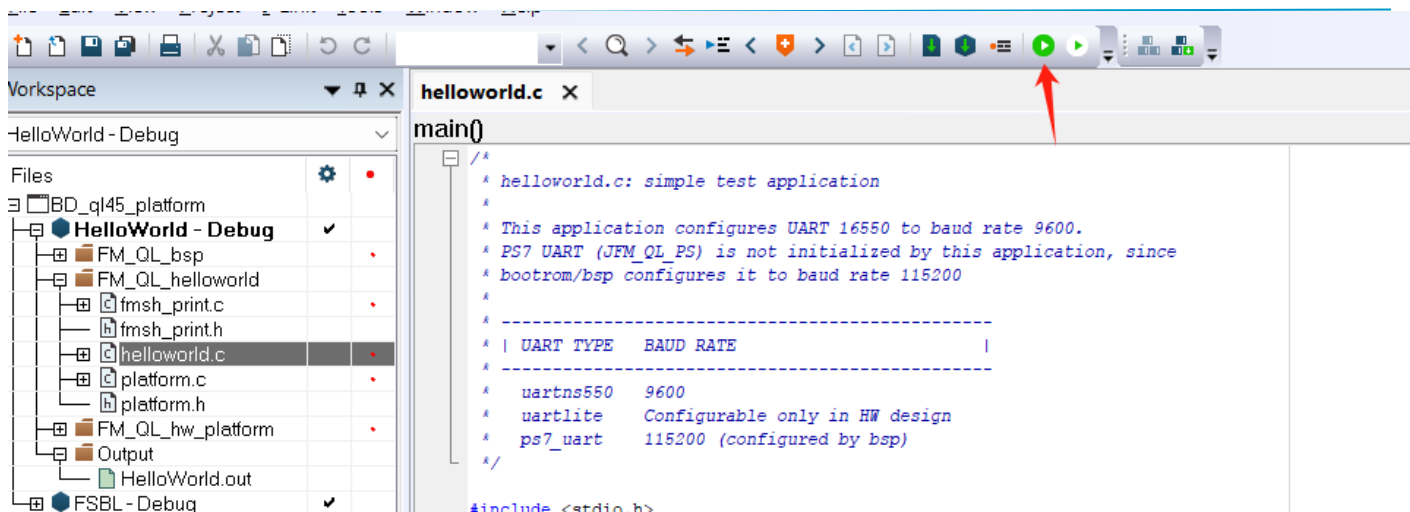 Workspace
HelloWorld - Debug
Files
BD_ql45_platform
HelloWorld - Debug
FM_QL_bsp
FM_QL_helloworld
fmsh_print.c
fmsh_print.h
helloworld.c
platform.c
platform.h
FM_QL_hw_platform
Output
HelloWorld.out
FSBL - Debug
helloworld.c
main()
/*
* helloworld.c: simple test application
*
* This application configures UART 16550 to baud rate 9600.
* PS7 UART (JFM_QL_PS) is not initialized by this application, since
* bootrom/bsp configures it to baud rate 115200
*
* ------------------------------------------------
* | UART TYPE   BAUD RATE                        |
* ------------------------------------------------
*   uartns550   9600
*   uartlite    Configurable only in HW design
*   ps7_uart    115200 (configured by bsp)
*/
#include <stdio.h>